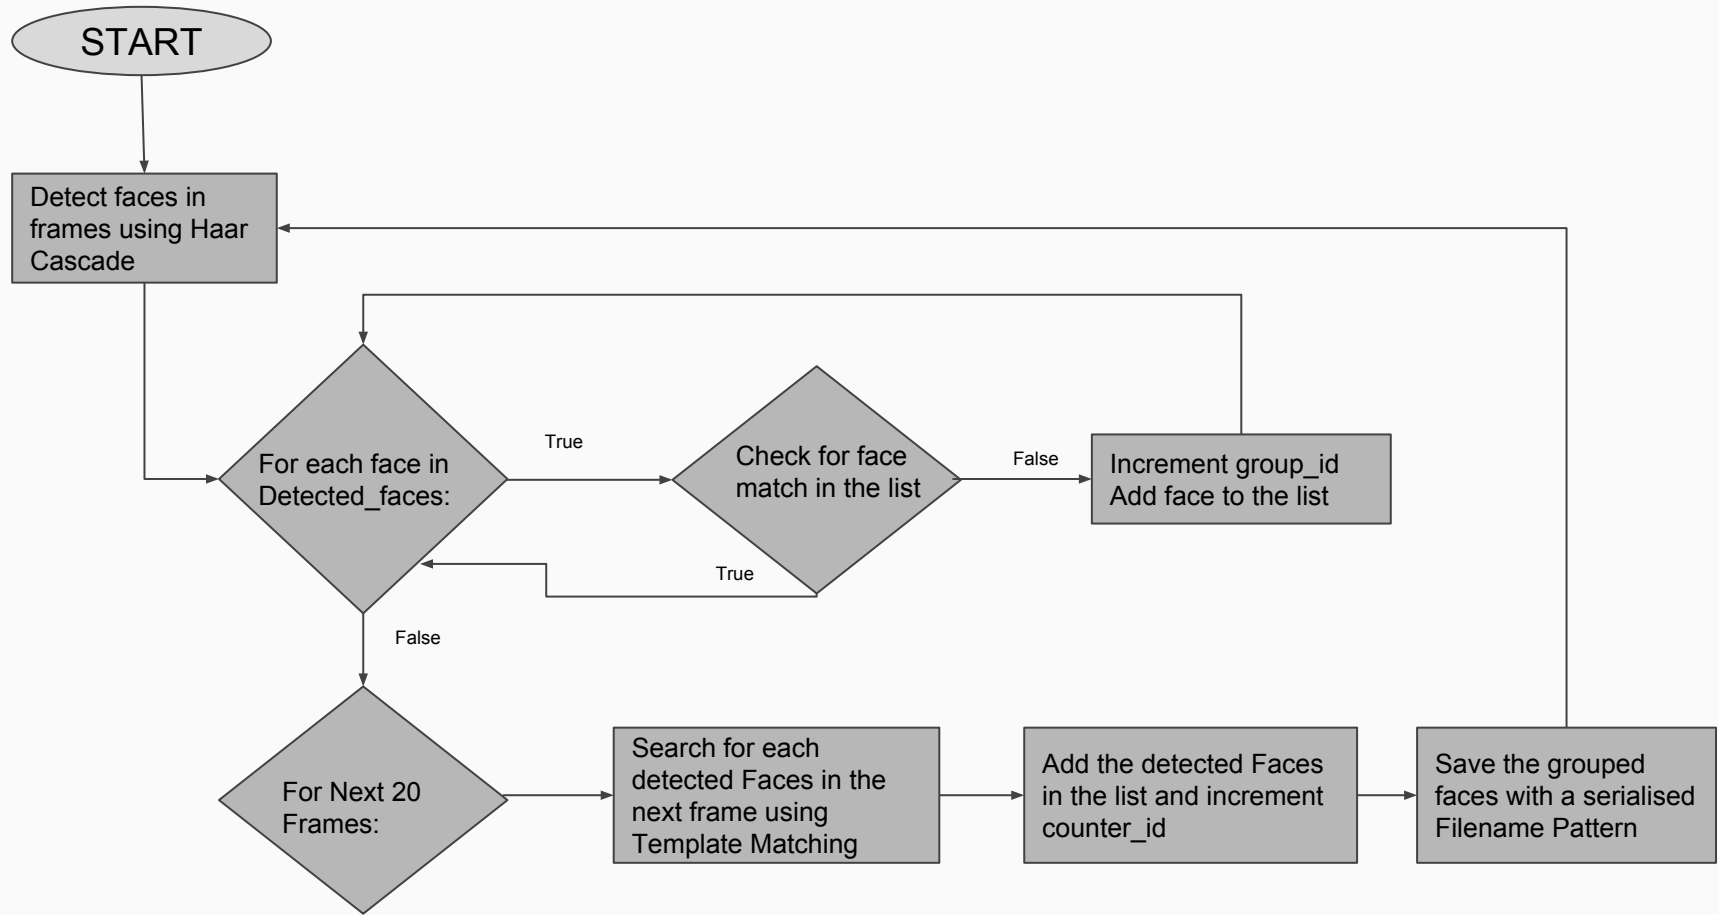 START
Detect faces in
frames using Haar
Cascade
For each face in
Detected_faces:
True
Check for face
match in the list
False
Increment group_id
Add face to the list
True
False
For Next 20
Frames:
Search for each
detected Faces in the
next frame using
Template Matching
Add the detected Faces
in the list and increment
counter_id
Save the grouped
faces with a serialised
Filename Pattern